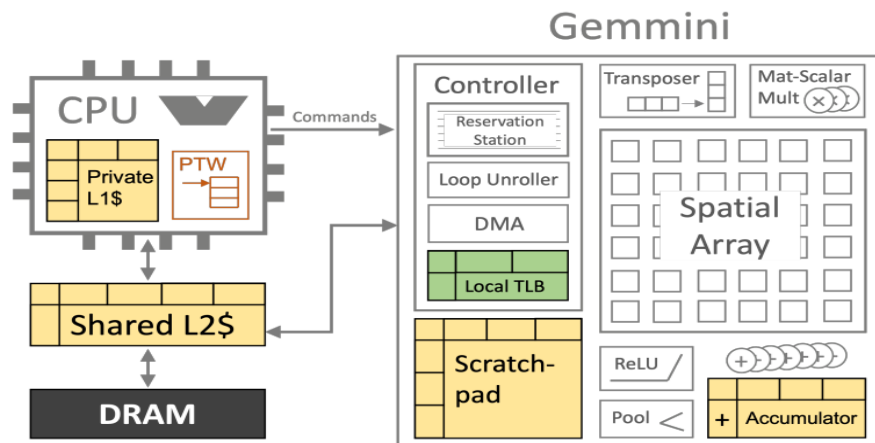 Gemmini
CPU
Private
L1$
PTW
Commands
Shared L2$
DRAM
Controller
Reservation
Station
Loop Unroller
DMA
Local TLB
Scratch-
pad
Transposer
Mat-Scalar
Mult
×
Spatial
Array
ReLU
Pool
+ Accumulator